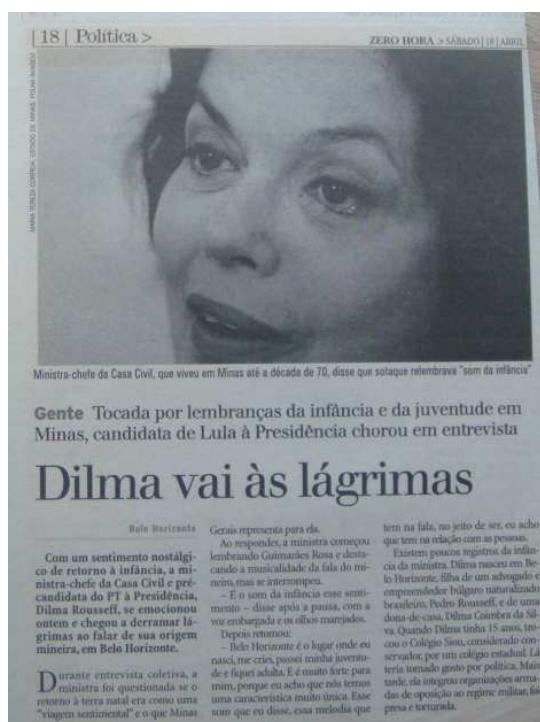 | 18 | Política >
ZERO HORA > SÁBADO | 18 | ABRIL
Ministra-chefe da Casa Civil, que viveu em Minas até a década de 70, disse que sotaque relembrava "som da infância"
Gente Tocada por lembranças da infância e da juventude em
Minas, candidata de Lula à Presidência chorou em entrevista
Dilma vai às lágrimas
Belo Horizonte
Com um sentimento nostálgi-
co de retorno à infância, a mi-
nistra-chefe da Casa Civil e pré-
candidata do PT à Presidência,
Dilma Rousseff, se emocionou
ontem e chegou a derramar lá-
grimas ao falar de sua origem
mineira, em Belo Horizonte.
Durante entrevista coletiva, a
ministra foi questionada se o
retorno à terra natal era como uma
"viagem sentimental" e o que Minas
Gerais representa para ela.
Ao responder, a ministra começou
lembrando Guimarães Rosa e desta-
cando a musicalidade da fala do mi-
neiro, mas se interrompeu.
– É o som da infância esse senti-
mento – disse após a pausa, com a
voz embargada e os olhos marejados.
Depois retomou:
– Belo Horizonte é o lugar onde eu
nasci, me criei, passei minha juventu-
de e fiquei adulta. E é muito forte para
mim, porque eu acho que nós temos
uma característica muito única. Esse
som que eu disse, essa melodia que
tem na fala, no jeito de ser, eu acho
que tem na relação com as pessoas.
Existem poucos registros da infân-
cia da ministra. Dilma nasceu em Be-
lo Horizonte, filha de um advogado e
empreendedor búlgaro naturalizado
brasileiro, Pedro Rousseff, e de uma
dona-de-casa, Dilma Coimbra da Sil-
va. Quando Dilma tinha 15 anos, tro-
cou o Colégio Sion, considerado con-
servador, por um colégio estadual. Lá
teria tomado gosto por política. Mais
tarde, ela integrou organizações arma-
das de oposição ao regime militar, foi
presa e torturada.